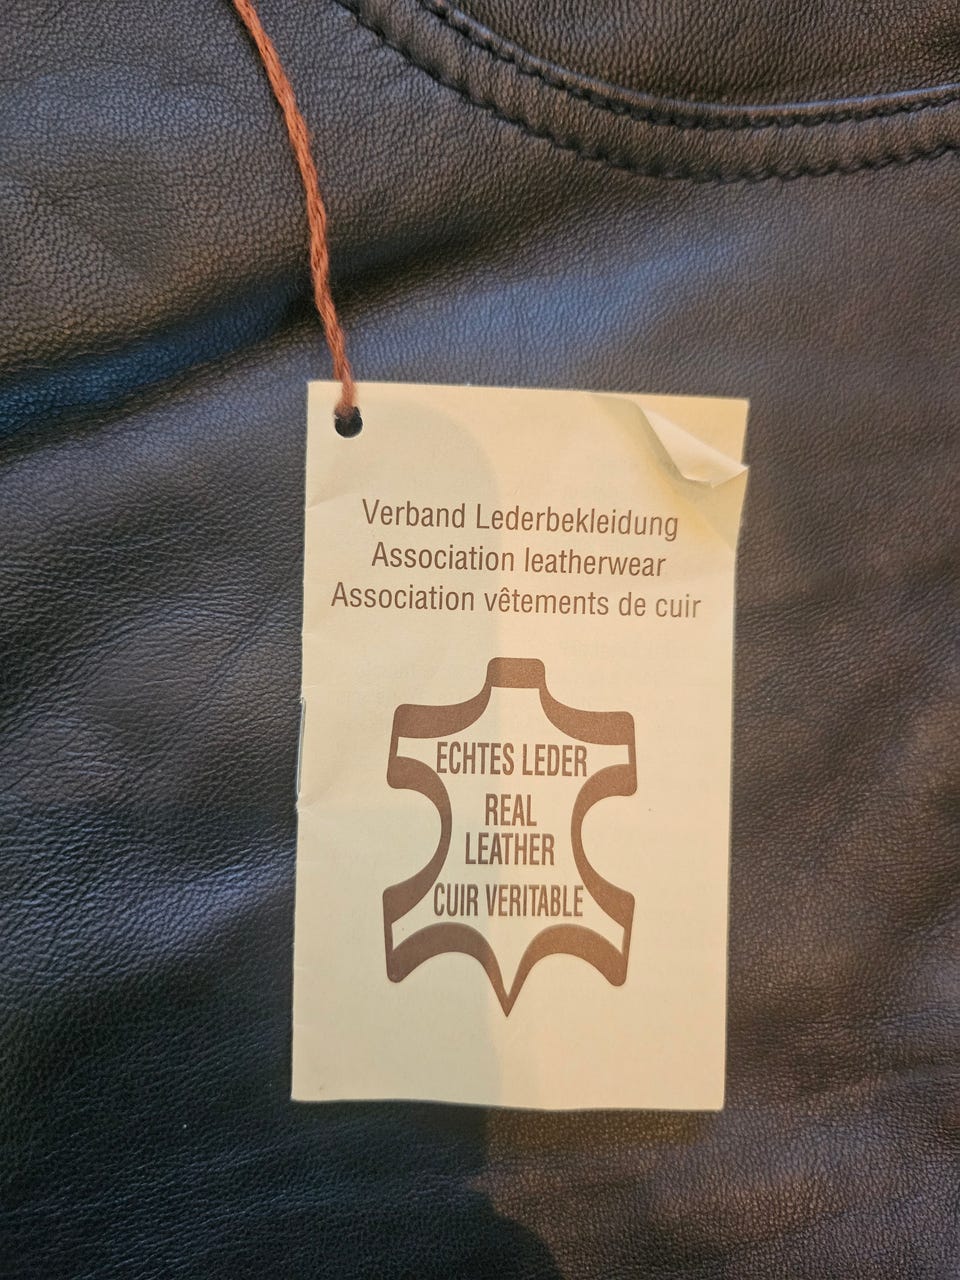 Verband Lederbekleidung
Association leatherwear
Association vêtements de cuir
ECHTES LEDER
REAL
LEATHER
CUIR VERITABLE